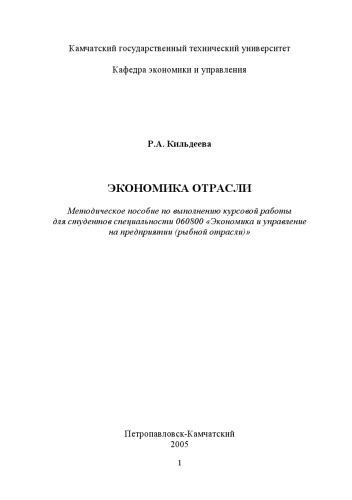 Камчатский государственный технический университет
Кафедра экономики и управления
Р.А. Кильдеева
ЭКОНОМИКА ОТРАСЛИ
Методическое пособие по выполнению курсовой работы
для студентов специальности 060800 «Экономика и управление
на предприятии (рыбной отрасли)»
Петропавловск-Камчатский
2005
1